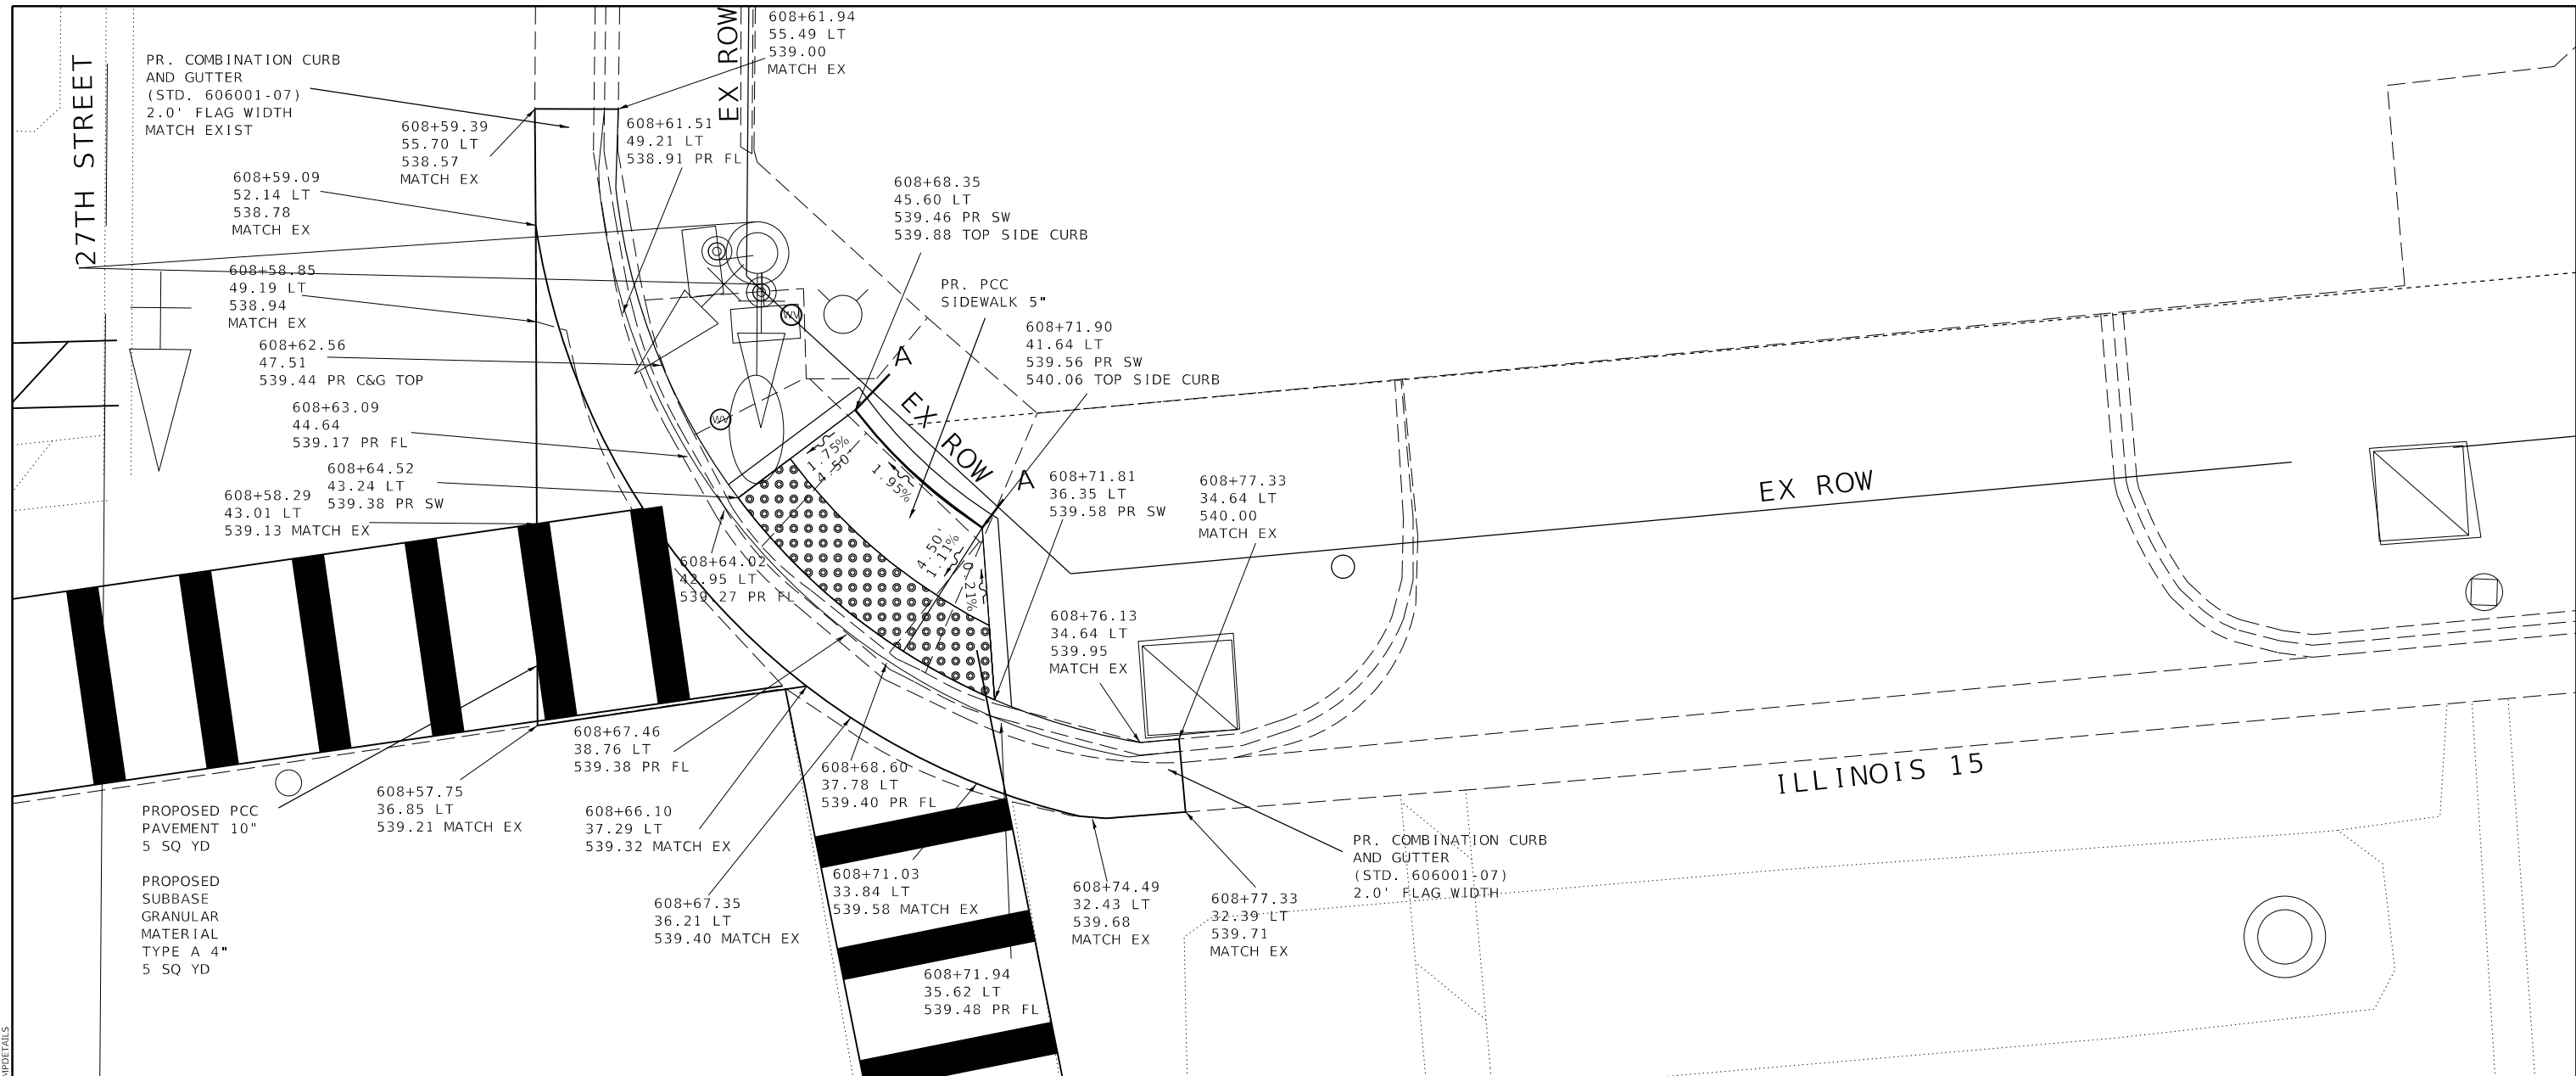 27TH STREET
PR. COMBINATION CURB
AND GUTTER
(STD. 606001-07)
2.0' FLAG WIDTH
MATCH EXIST
EX ROW
608+61.94
55.49 LT
539.00
MATCH EX
608+59.39
55.70 LT
538.57
MATCH EX
608+61.51
49.21 LT
538.91 PR FL
608+59.09
52.14 LT
538.78
MATCH EX
608+68.35
45.60 LT
539.46 PR SW
539.88 TOP SIDE CURB
608+58.85
49.19 LT
538.94
MATCH EX
PR. PCC
SIDEWALK 5"
WV
608+71.90
41.64 LT
539.56 PR SW
540.06 TOP SIDE CURB
608+62.56
47.51
539.44 PR C&G TOP
A
EX ROW
A
608+63.09
44.64
539.17 PR FL
WV
1.75%
4.50'
1.95%
608+64.52
43.24 LT
539.38 PR SW
608+58.29
43.01 LT
539.13 MATCH EX
608+71.81
36.35 LT
539.58 PR SW
608+77.33
34.64 LT
540.00
MATCH EX
EX ROW
4.50'
1.11%
0.21%
608+64.02
42.95 LT
539.27 PR FL
608+76.13
34.64 LT
539.95
MATCH EX
608+67.46
38.76 LT
539.38 PR FL
608+68.60
37.78 LT
539.40 PR FL
ILLINOIS 15
608+57.75
36.85 LT
539.21 MATCH EX
608+66.10
37.29 LT
539.32 MATCH EX
PROPOSED PCC
PAVEMENT 10"
5 SQ YD
PROPOSED
SUBBASE
GRANULAR
MATERIAL
TYPE A 4"
5 SQ YD
608+67.35
36.21 LT
539.40 MATCH EX
608+71.03
33.84 LT
539.58 MATCH EX
608+74.49
32.43 LT
539.68
MATCH EX
608+77.33
32.39 LT
539.71
MATCH EX
PR. COMBINATION CURB
AND GUTTER
(STD. 606001-07)
2.0' FLAG WIDTH
608+71.94
35.62 LT
539.48 PR FL